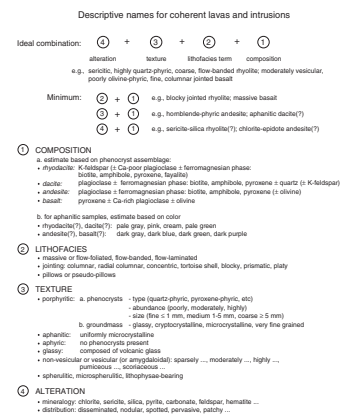 Descriptive names for coherent lavas and intrusions
Ideal combination: 4 + 3 + 2 + 1
alteration texture lithofacies term composition
e.g., sericitic, highly quartz-phyric, coarse, flow-banded rhyolite; moderately vesicular,
poorly olivine-phyric, fine, columnar jointed basalt
Minimum: 2 + 1 e.g., blocky jointed rhyolite; massive basalt
3 + 1 e.g., hornblende-phyric andesite; aphanitic dacite(?)
4 + 1 e.g., sericite-silica rhyolite(?); chlorite-epidote andesite(?)
1 COMPOSITION
a. estimate based on phenocryst assemblage:
• rhyodacite: K-feldspar (± Ca-poor plagioclase ± ferromagnesian phase:
biotite, amphibole, pyroxene, fayalite)
• dacite: plagioclase ± ferromagnesian phase: biotite, amphibole, pyroxene ± quartz (± K-feldspar)
• andesite: plagioclase ± ferromagnesian phase: biotite, amphibole, pyroxene (± olivine)
• basalt: pyroxene ± Ca-rich plagioclase ± olivine
b. for aphanitic samples, estimate based on color
• rhyodacite(?), dacite(?): pale gray, pink, cream, pale green
• andesite(?), basalt(?): dark gray, dark blue, dark green, dark purple
2 LITHOFACIES
• massive or flow-foliated, flow-banded, flow-laminated
• jointing: columnar, radial columnar, concentric, tortoise shell, blocky, prismatic, platy
• pillows or pseudo-pillows
3 TEXTURE
• porphyritic: a. phenocrysts - type (quartz-phyric, pyroxene-phyric, etc)
- abundance (poorly, moderately, highly)
- size (fine ≤ 1 mm, medium 1-5 mm, coarse ≥ 5 mm)
b. groundmass - glassy, cryptocrystalline, microcrystalline, very fine grained
• aphanitic: uniformly microcrystalline
• aphyric: no phenocrysts present
• glassy: composed of volcanic glass
• non-vesicular or vesicular (or amygdaloidal): sparsely ..., moderately ..., highly ...,
pumiceous ..., scoriaceous ...
• spherulitic, microspherulitic, lithophysae-bearing
4 ALTERATION
• mineralogy: chlorite, sericite, silica, pyrite, carbonate, feldspar, hematite ...
• distribution: disseminated, nodular, spotted, pervasive, patchy ...